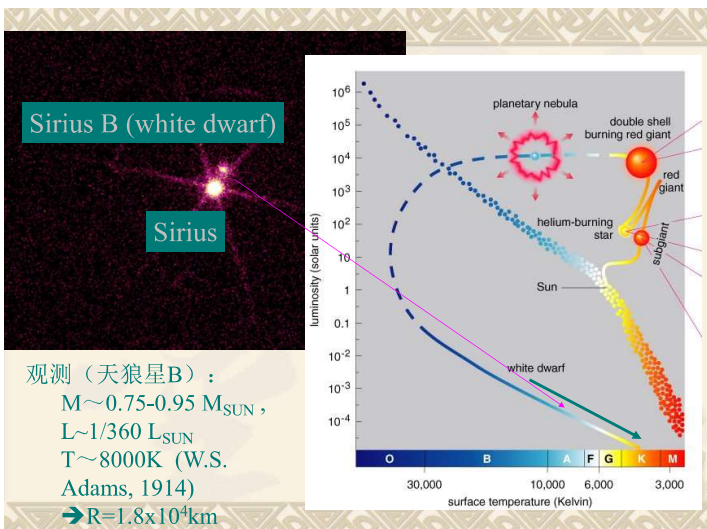 Sirius B (white dwarf)
Sirius
观测（天狼星B）：
M～0.75-0.95 MSUN ,
L~1/360 LSUN
T～8000K (W.S.
Adams, 1914)
➔R=1.8x10⁴km
luminosity (solar units)
10⁶
10⁵
10⁴
10³
10²
10
1
0.1
10⁻²
10⁻³
10⁻⁴
planetary nebula
double shell
burning red giant
red
giant
helium-burning
star
subgiant
Sun
white dwarf
O B A F G K M
30,000 10,000 6,000 3,000
surface temperature (Kelvin)